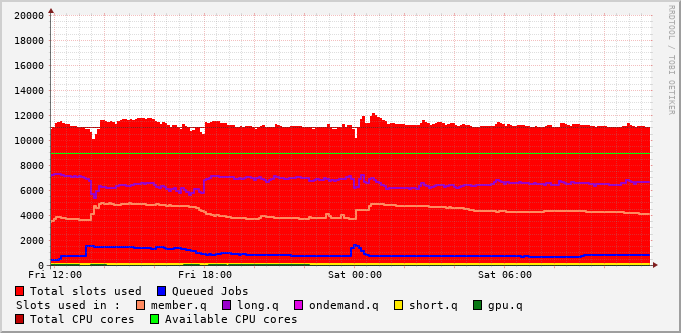 20000
18000
16000
14000
12000
10000
8000
6000
4000
2000
0
Fri 12:00 Fri 18:00 Sat 00:00 Sat 06:00
Total slots used Queued Jobs
Slots used in : member.q long.q ondemand.q short.q gpu.q
Total CPU cores Available CPU cores
RRDTOOL / TOBI OETIKER